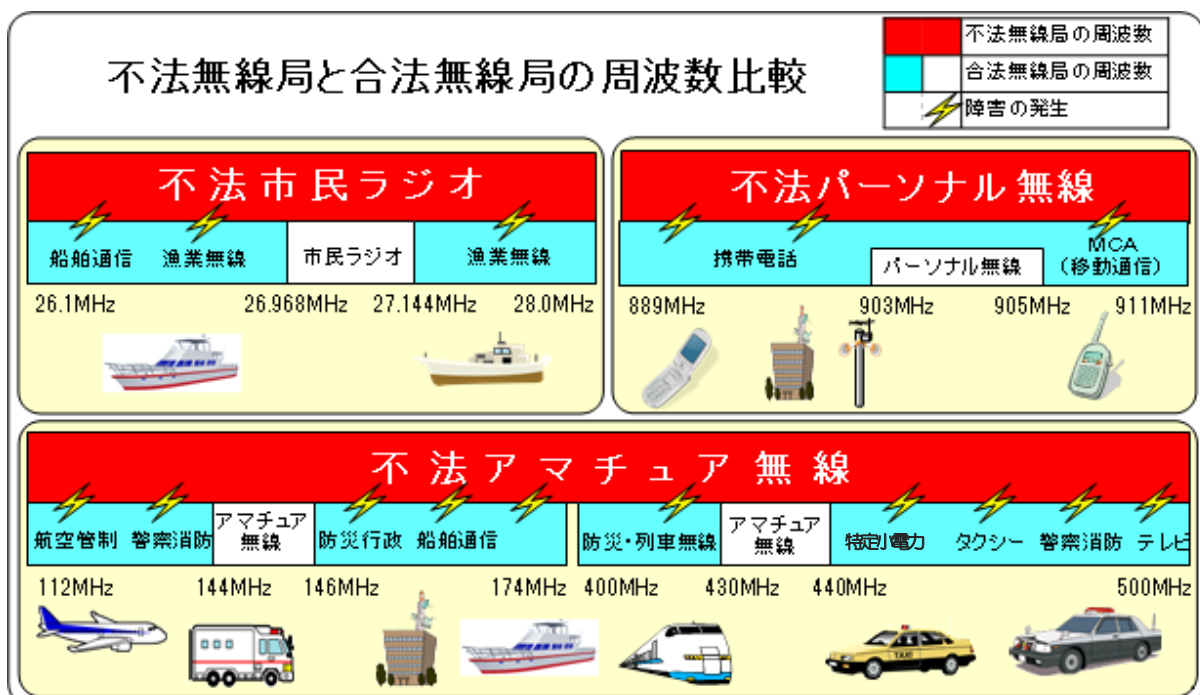 不法無線局と合法無線局の周波数比較
不法無線局の周波数
合法無線局の周波数
障害の発生
不法市民ラジオ
船舶通信 漁業無線 市民ラジオ 漁業無線
26.1MHz 26.968MHz 27.144MHz 28.0MHz
不法パーソナル無線
携帯電話 パーソナル無線 MCA
(移動通信)
889MHz 903MHz 905MHz 911MHz
不法アマチュア無線
航空管制 警察消防 アマチュア
無線 防災行政 船舶通信 防災・列車無線 アマチュア
無線 特定小電力 タクシー 警察消防 テレビ
112MHz 144MHz 146MHz 174MHz 400MHz 430MHz 440MHz 500MHz
TAXI